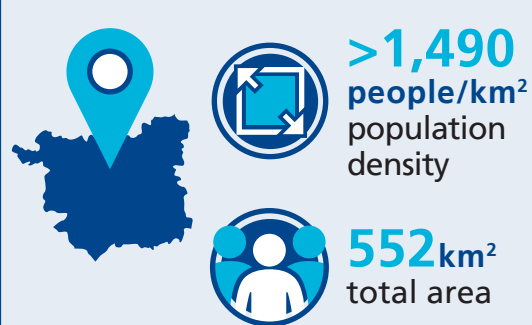 >1,490
people/km²
population
density
552km²
total area